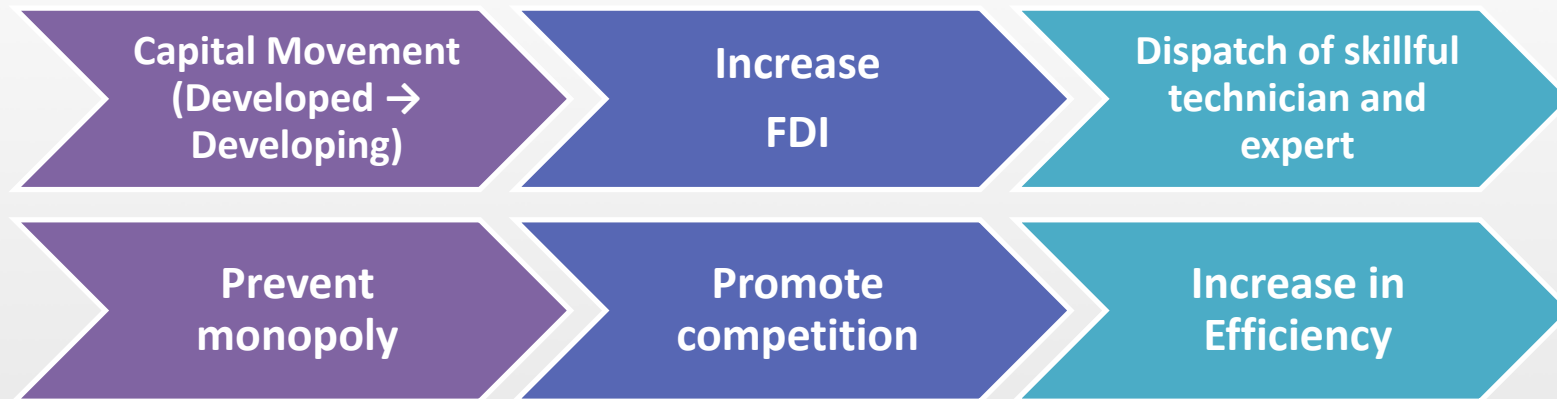 Capital Movement
(Developed →
Developing)
Increase
FDI
Dispatch of skillful
technician and
expert
Prevent
monopoly
Promote
competition
Increase in
Efficiency